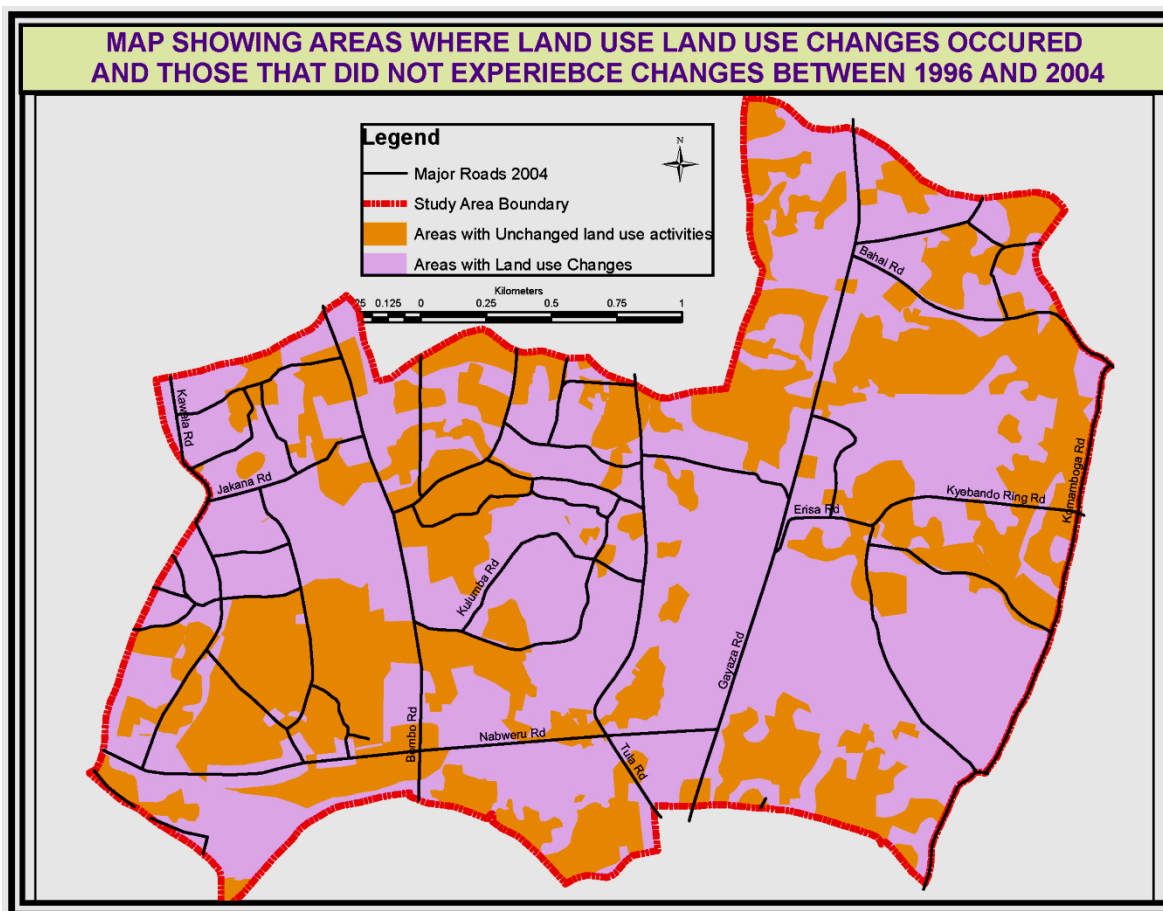 MAP SHOWING AREAS WHERE LAND USE LAND USE CHANGES OCCURED
AND THOSE THAT DID NOT EXPERIEBCE CHANGES BETWEEN 1996 AND 2004
Legend
N
Major Roads 2004
Study Area Boundary
Areas with Unchanged land use activities
Areas with Land use Changes
Kilometers
0.125 0 0.25 0.5 0.75 1
Bahai Rd
Kawala Rd
Jakana Rd
Kyebando Ring Rd
Komamboga Rd
Erisa Rd
Kulumba Rd
Gayaza Rd
Bombo Rd
Nabweru Rd
Tula Rd